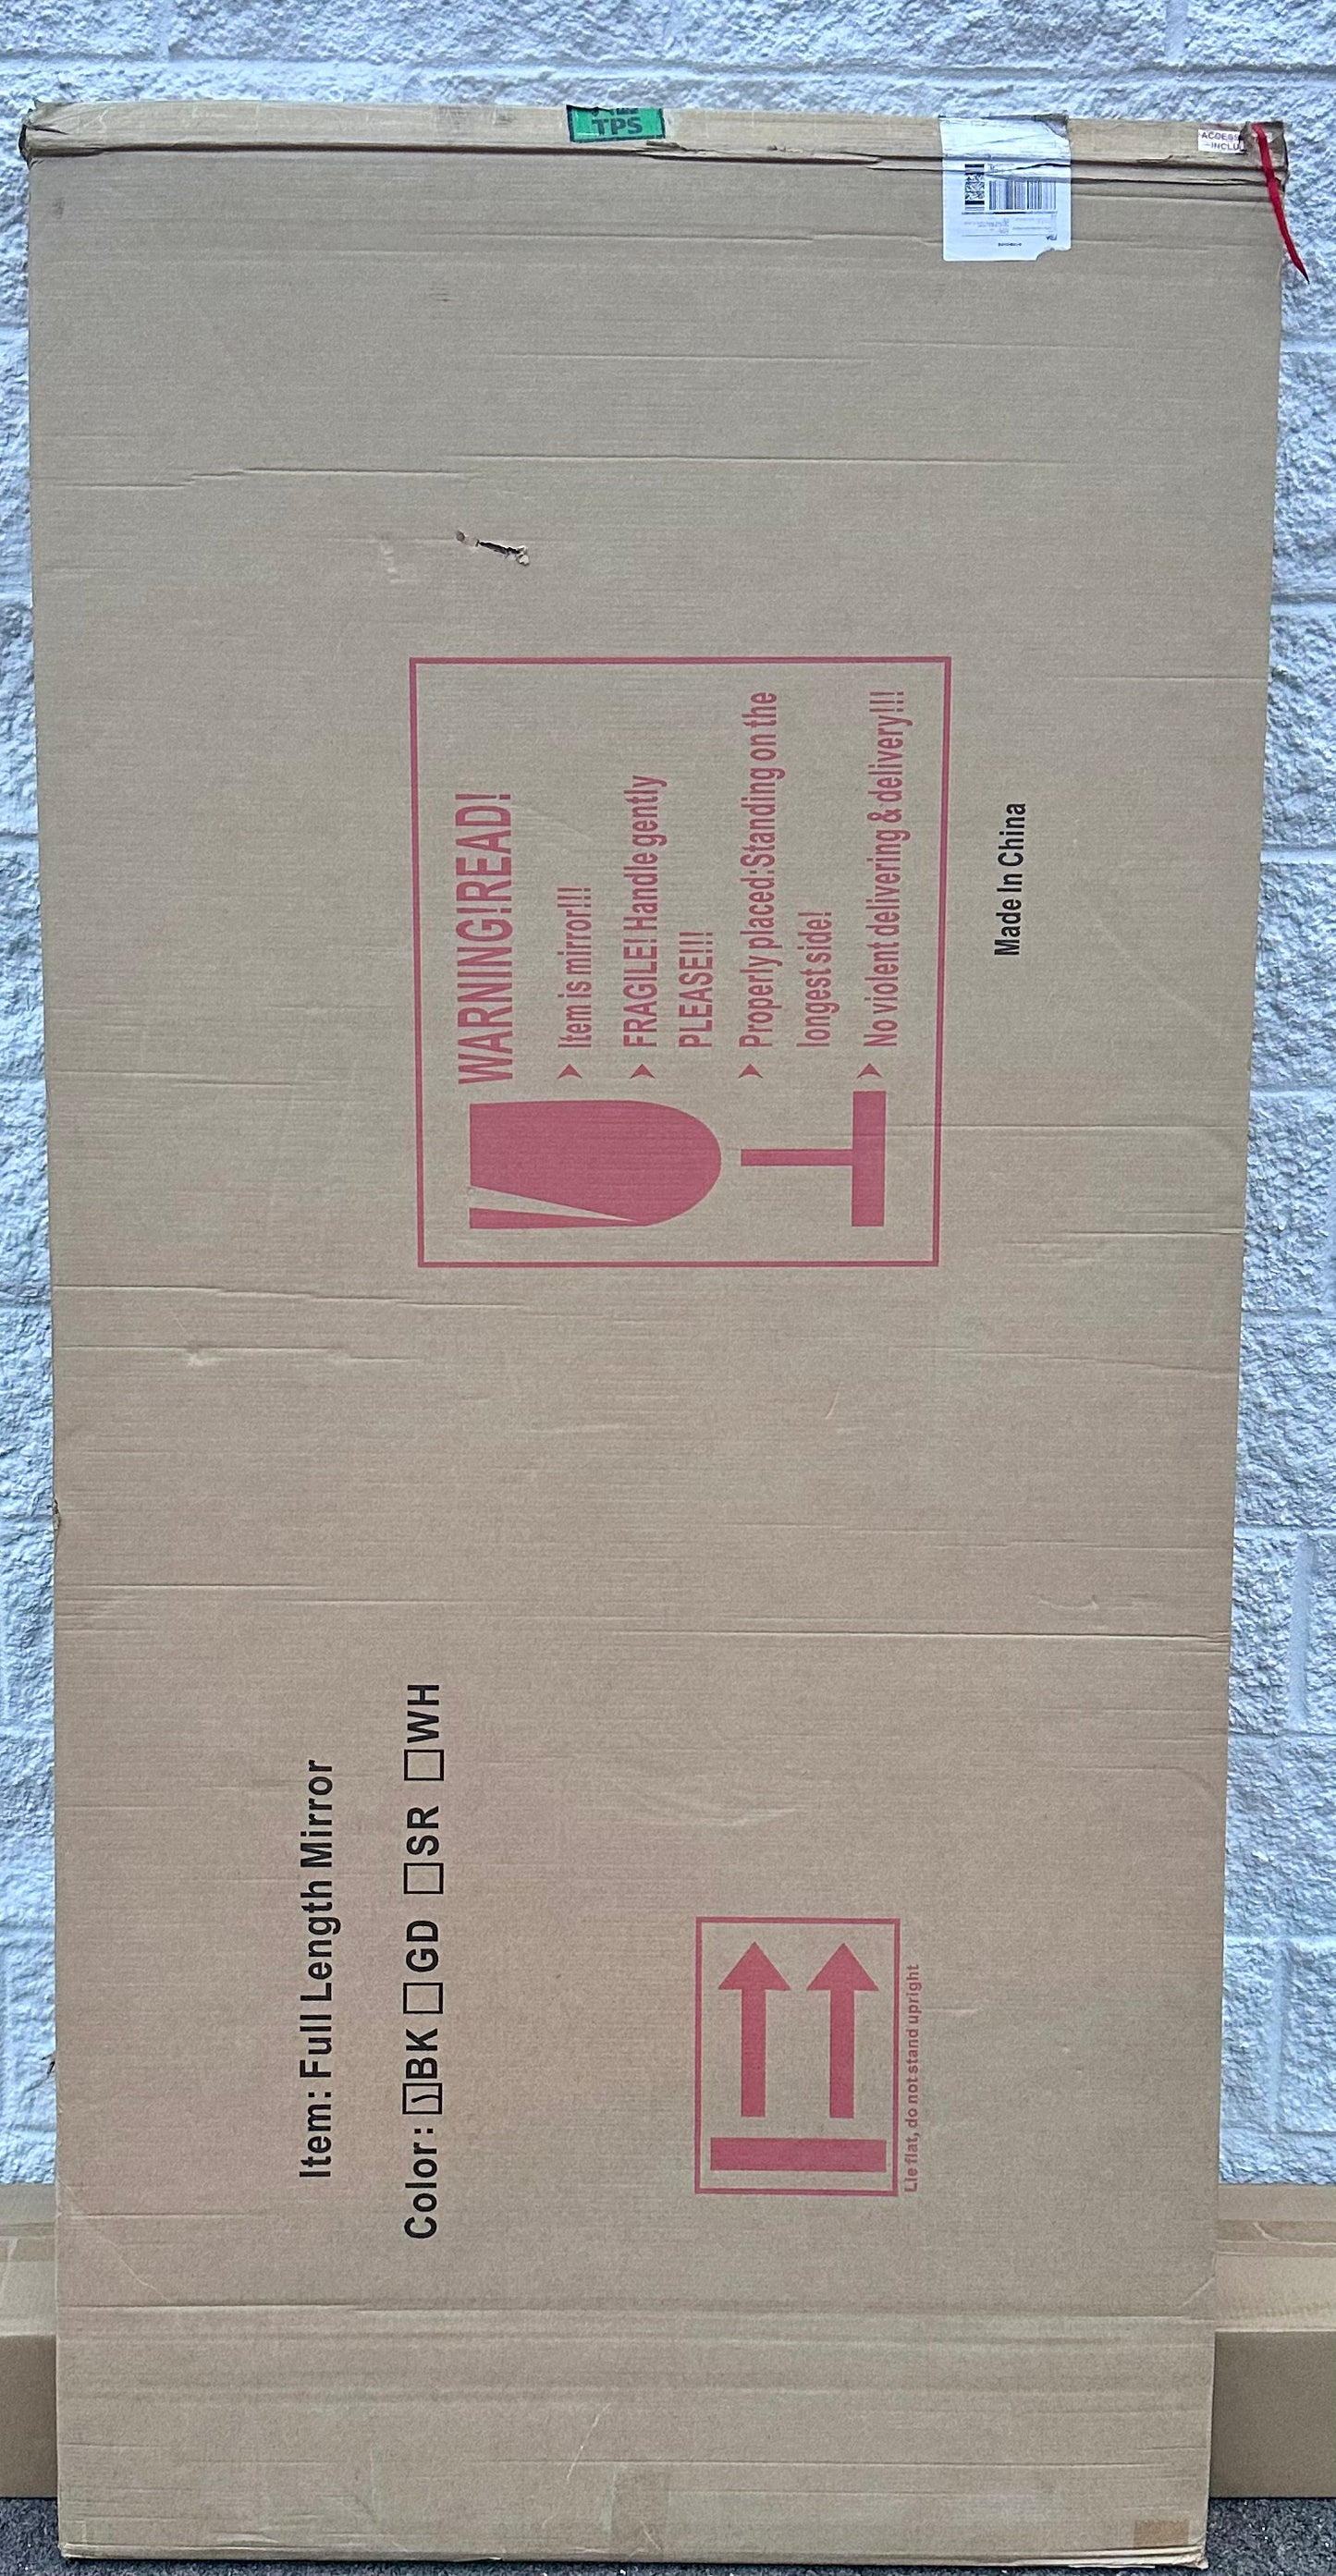 TPS
ACCESS
-INCLU
WARNING!READ!
Item is mirror!!!
FRAGILE! Handle gently
PLEASE!!!
Properly placed:Standing on the
longest side!
No violent delivering & delivery!!!
Made In China
Item: Full Length Mirror
Color: ☑BK □GD □SR □WH
Lie flat, do not stand upright